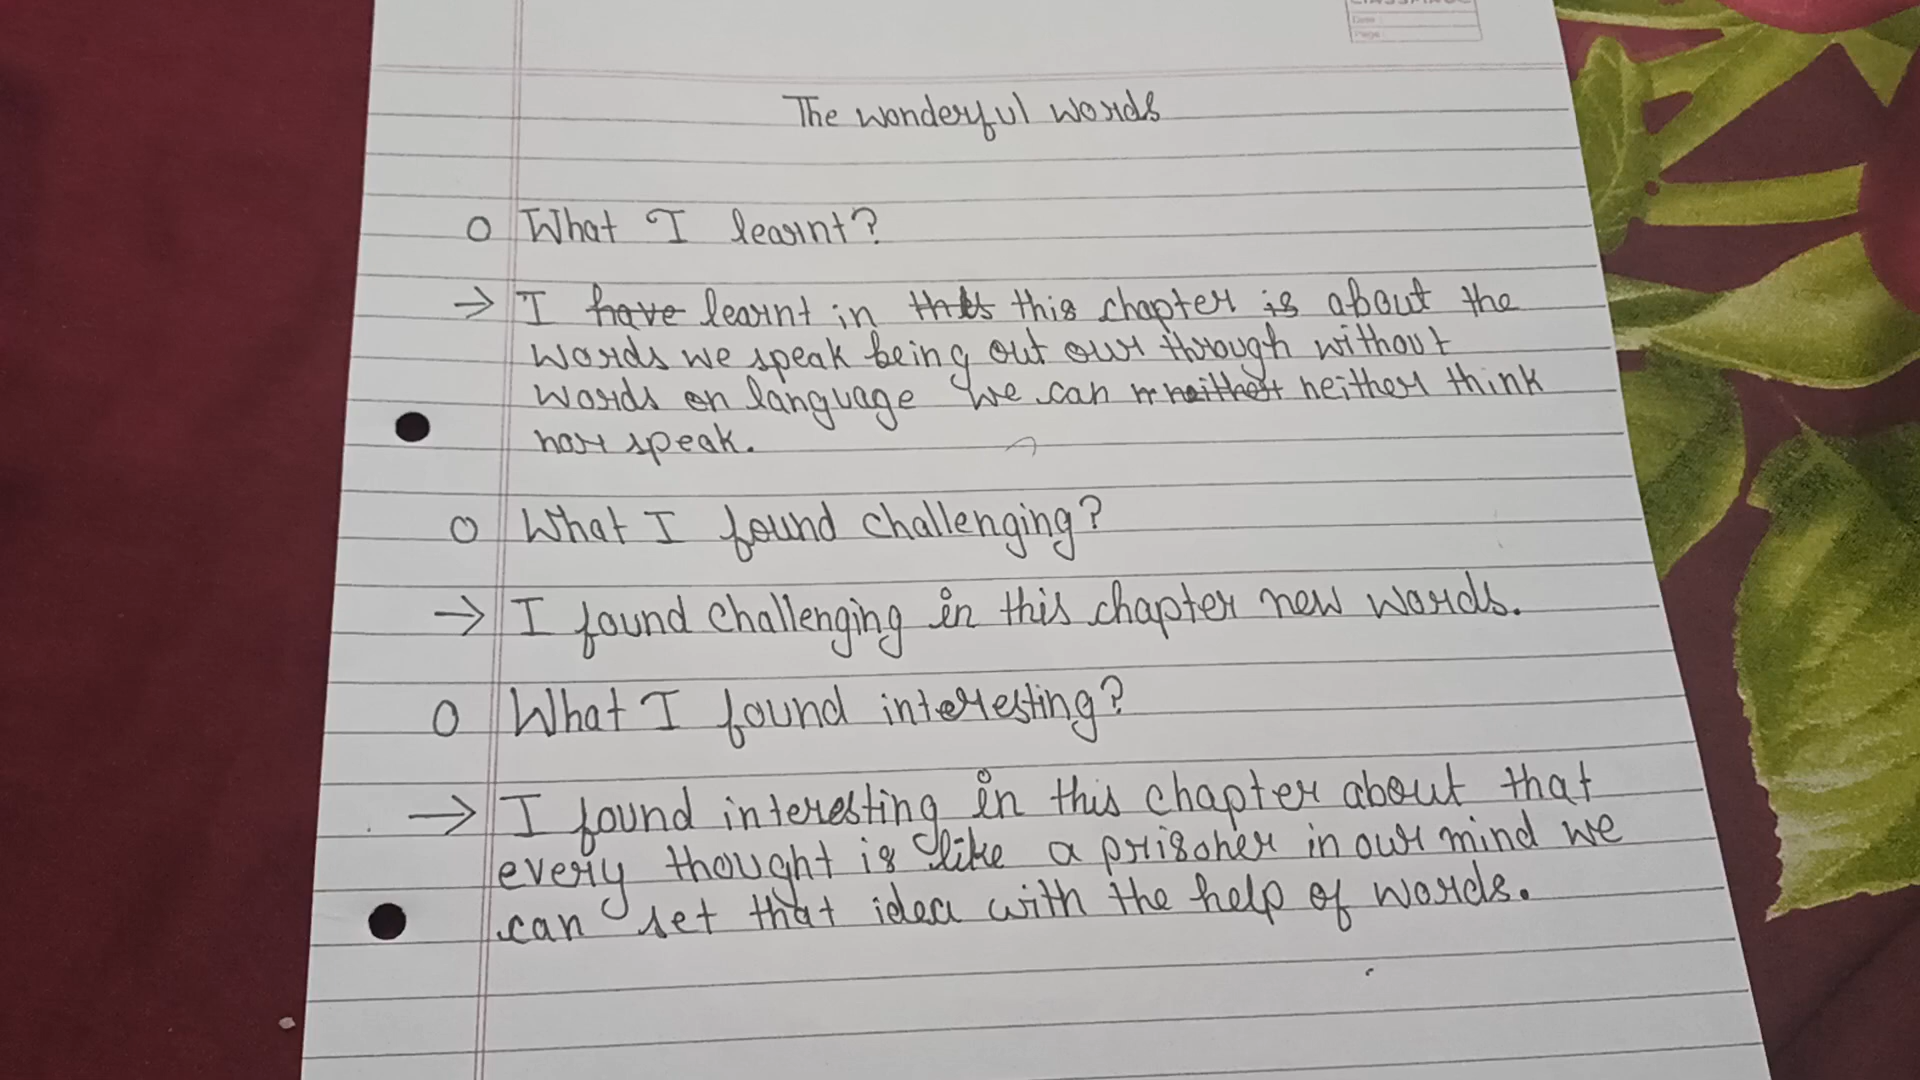 Date
Page
The wonderful words
O What I learnt?
→ I have learnt in this chapter is about the
words we speak being out our through without
words on language we can neither think
nor speak.
O What I found challenging?
→ I found challenging in this chapter new words.
O What I found interesting?
→ I found interesting in this chapter about that
every thought is like a prisoner in our mind we
can set that idea with the help of words.